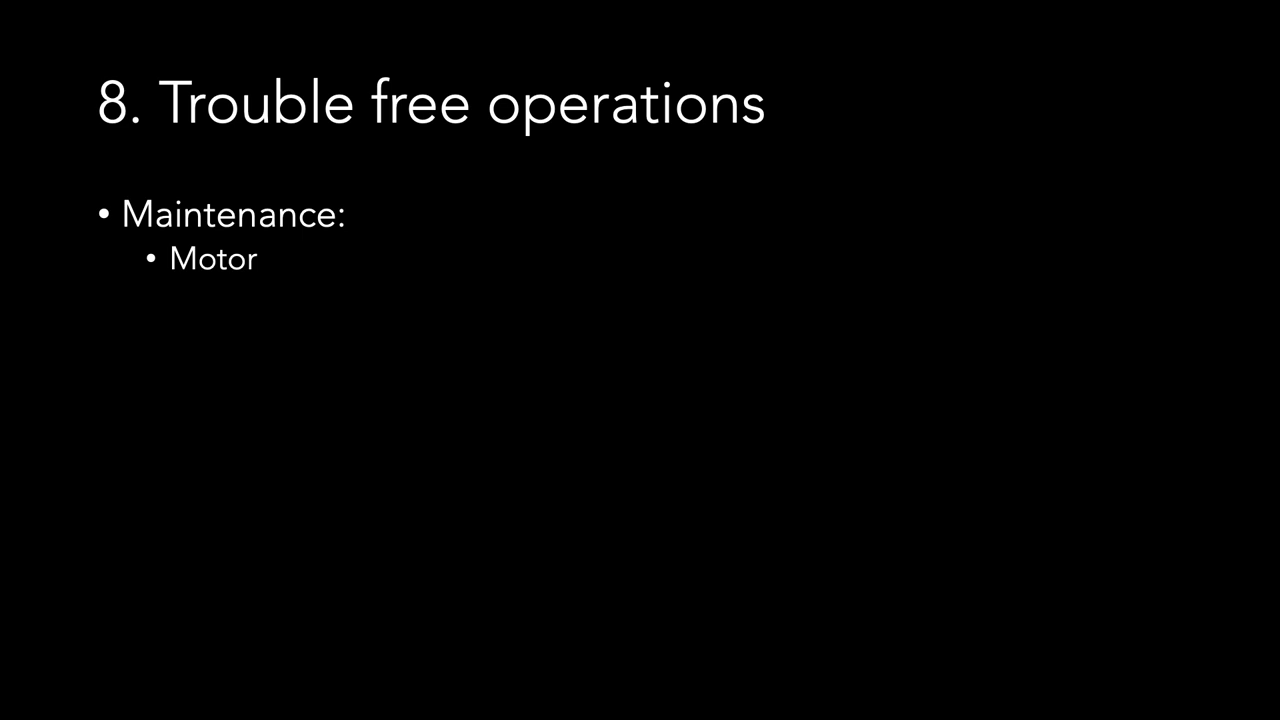 8. Trouble free operations
• Maintenance:
• Motor